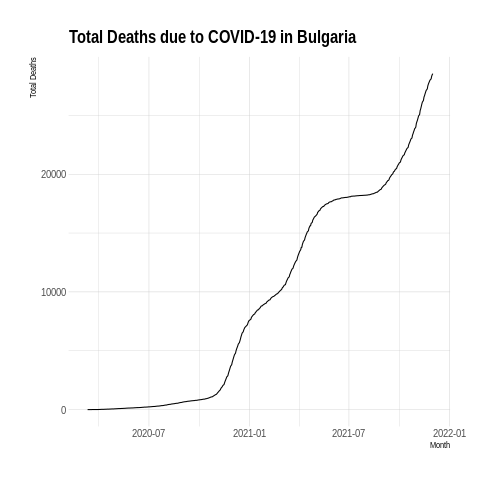 Total Deaths due to COVID-19 in Bulgaria
Total Deaths
20000
10000
0
2020-07
2021-01
2021-07
2022-01
Month